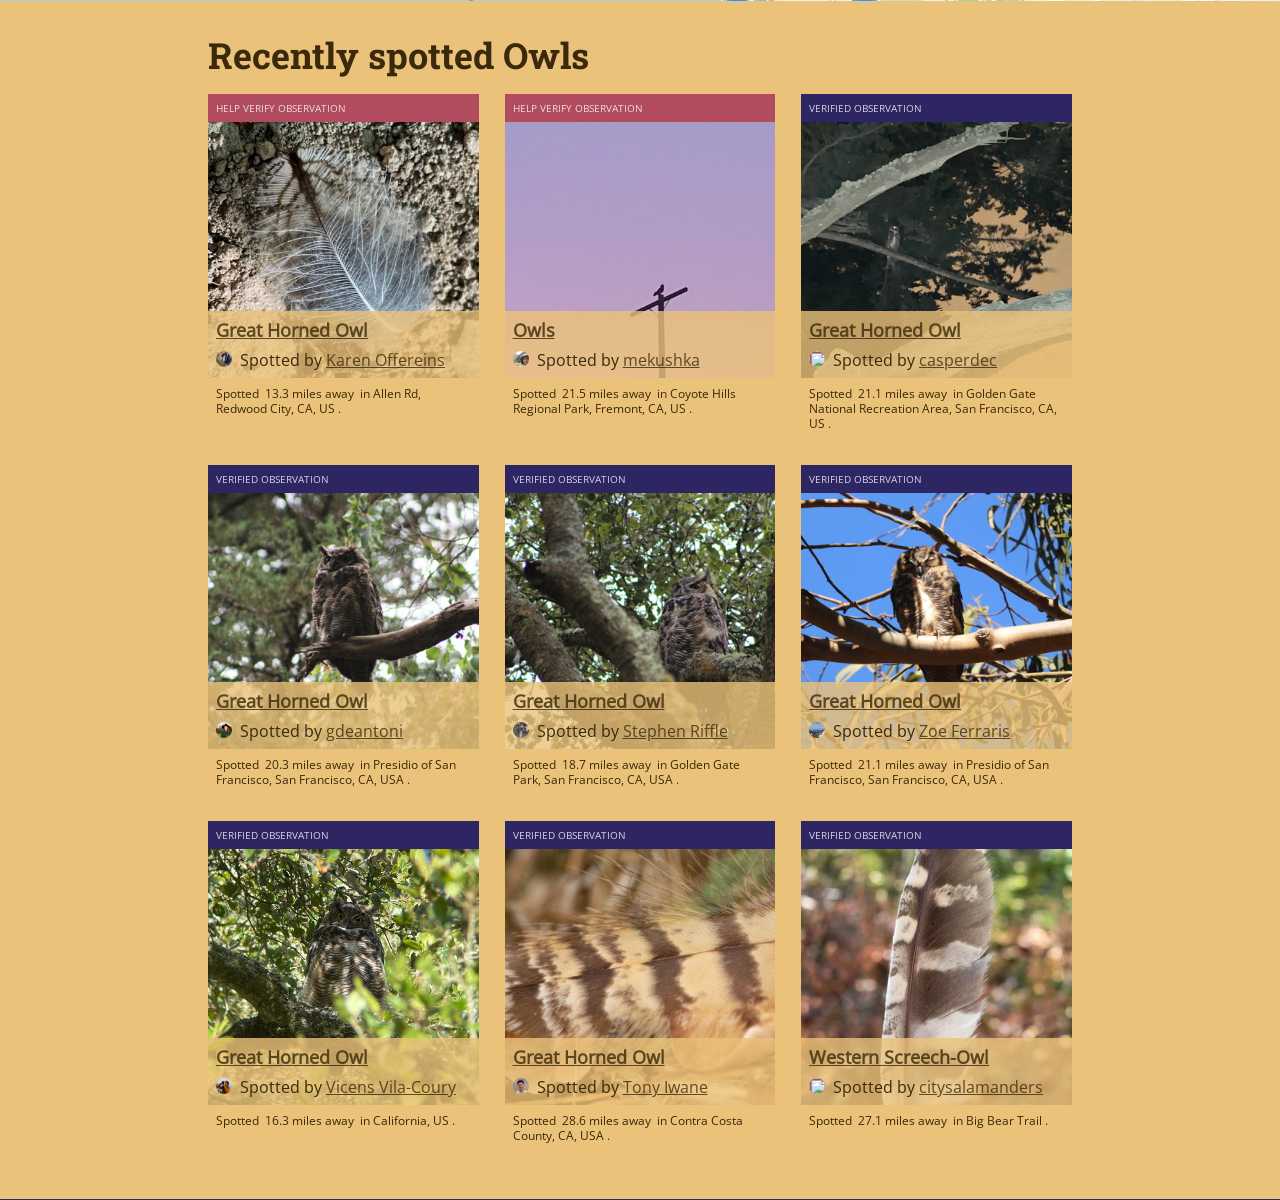 Recently spotted Owls
HELP VERIFY OBSERVATION
Great Horned Owl
Spotted by Karen Offereins
Spotted 13.3 miles away in Allen Rd,
Redwood City, CA, US .
HELP VERIFY OBSERVATION
Owls
Spotted by mekushka
Spotted 21.5 miles away in Coyote Hills
Regional Park, Fremont, CA, US .
VERIFIED OBSERVATION
Great Horned Owl
Spotted by casperdec
Spotted 21.1 miles away in Golden Gate
National Recreation Area, San Francisco, CA,
US .
VERIFIED OBSERVATION
Great Horned Owl
Spotted by gdeantoni
Spotted 20.3 miles away in Presidio of San
Francisco, San Francisco, CA, USA .
VERIFIED OBSERVATION
Great Horned Owl
Spotted by Stephen Riffle
Spotted 18.7 miles away in Golden Gate
Park, San Francisco, CA, USA .
VERIFIED OBSERVATION
Great Horned Owl
Spotted by Zoe Ferraris
Spotted 21.1 miles away in Presidio of San
Francisco, San Francisco, CA, USA .
VERIFIED OBSERVATION
Great Horned Owl
Spotted by Vicens Vila-Coury
Spotted 16.3 miles away in California, US .
VERIFIED OBSERVATION
Great Horned Owl
Spotted by Tony Iwane
Spotted 28.6 miles away in Contra Costa
County, CA, USA .
VERIFIED OBSERVATION
Western Screech-Owl
Spotted by citysalamanders
Spotted 27.1 miles away in Big Bear Trail .